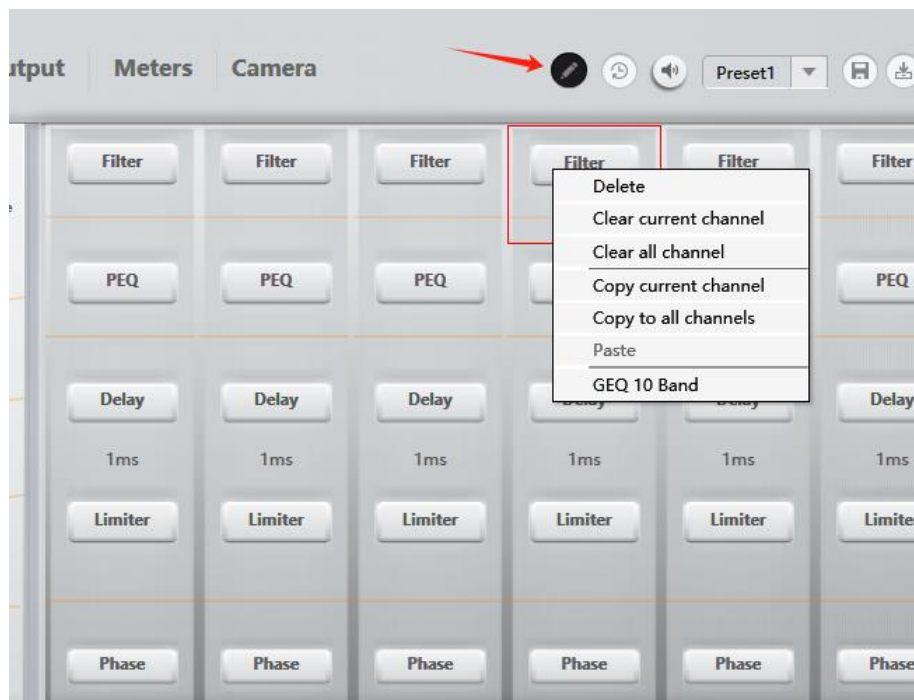 utput Meters Camera Preset1
Filter Filter Filter Filter Filter Filter
Delete
Clear current channel
Clear all channel
PEQ PEQ PEQ PEQ
Copy current channel
Copy to all channels
Paste
GEQ 10 Band
Delay Delay Delay Delay
1ms 1ms 1ms 1ms 1ms 1ms
Limiter Limiter Limiter Limiter Limiter Limite
Phase Phase Phase Phase Phase Phase